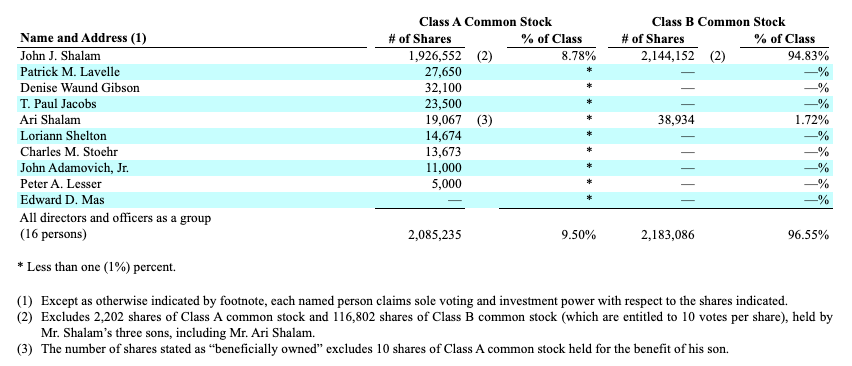 Class A Common Stock Class B Common Stock
Name and Address (1) # of Shares % of Class # of Shares % of Class
John J. Shalam 1,926,552 (2) 8.78% 2,144,152 (2) 94.83%
Patrick M. Lavelle 27,650 * — —%
Denise Waund Gibson 32,100 * — —%
T. Paul Jacobs 23,500 * — —%
Ari Shalam 19,067 (3) * 38,934 1.72%
Loriann Shelton 14,674 * — —%
Charles M. Stoehr 13,673 * — —%
John Adamovich, Jr. 11,000 * — —%
Peter A. Lesser 5,000 * — —%
Edward D. Mas — * — —%
All directors and officers as a group
(16 persons) 2,085,235 9.50% 2,183,086 96.55%
* Less than one (1%) percent.
(1) Except as otherwise indicated by footnote, each named person claims sole voting and investment power with respect to the shares indicated.
(2) Excludes 2,202 shares of Class A common stock and 116,802 shares of Class B common stock (which are entitled to 10 votes per share), held by
Mr. Shalam’s three sons, including Mr. Ari Shalam.
(3) The number of shares stated as “beneficially owned” excludes 10 shares of Class A common stock held for the benefit of his son.